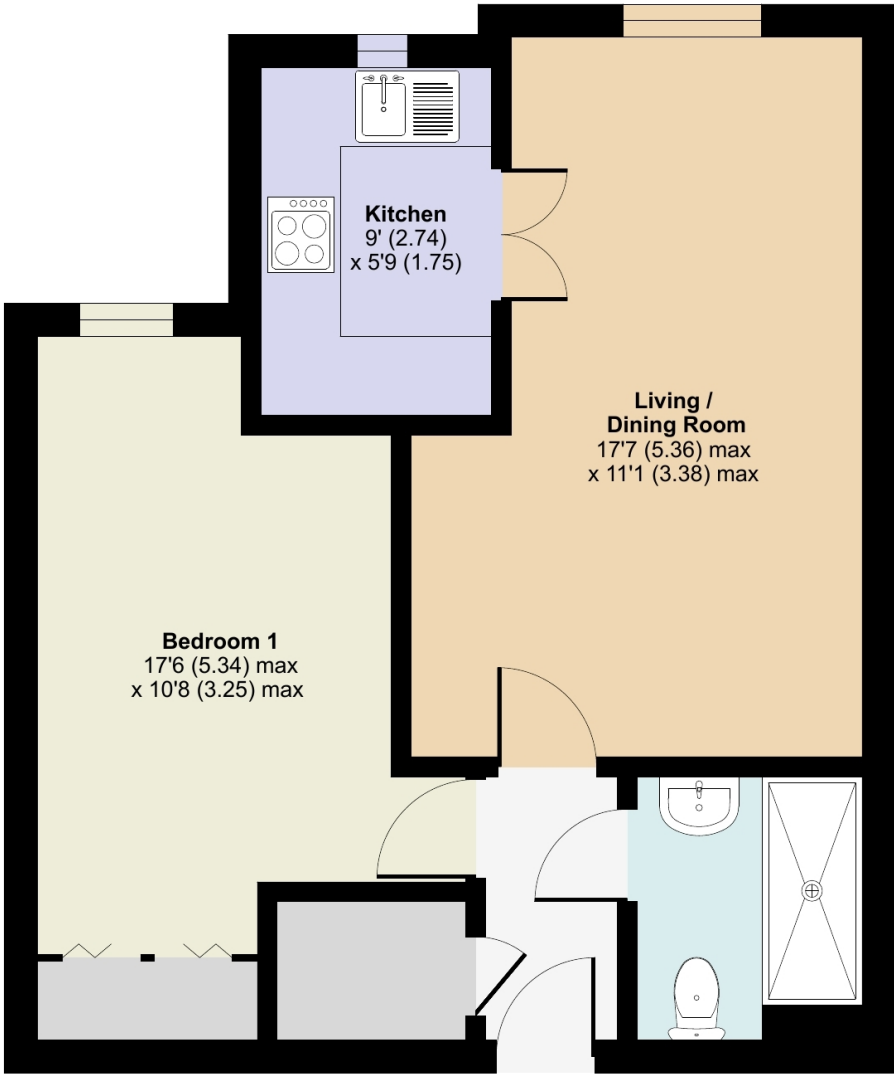 Kitchen
9' (2.74)
x 5'9 (1.75)
Living /
Dining Room
17'7 (5.36) max
x 11'1 (3.38) max
Bedroom 1
17'6 (5.34) max
x 10'8 (3.25) max